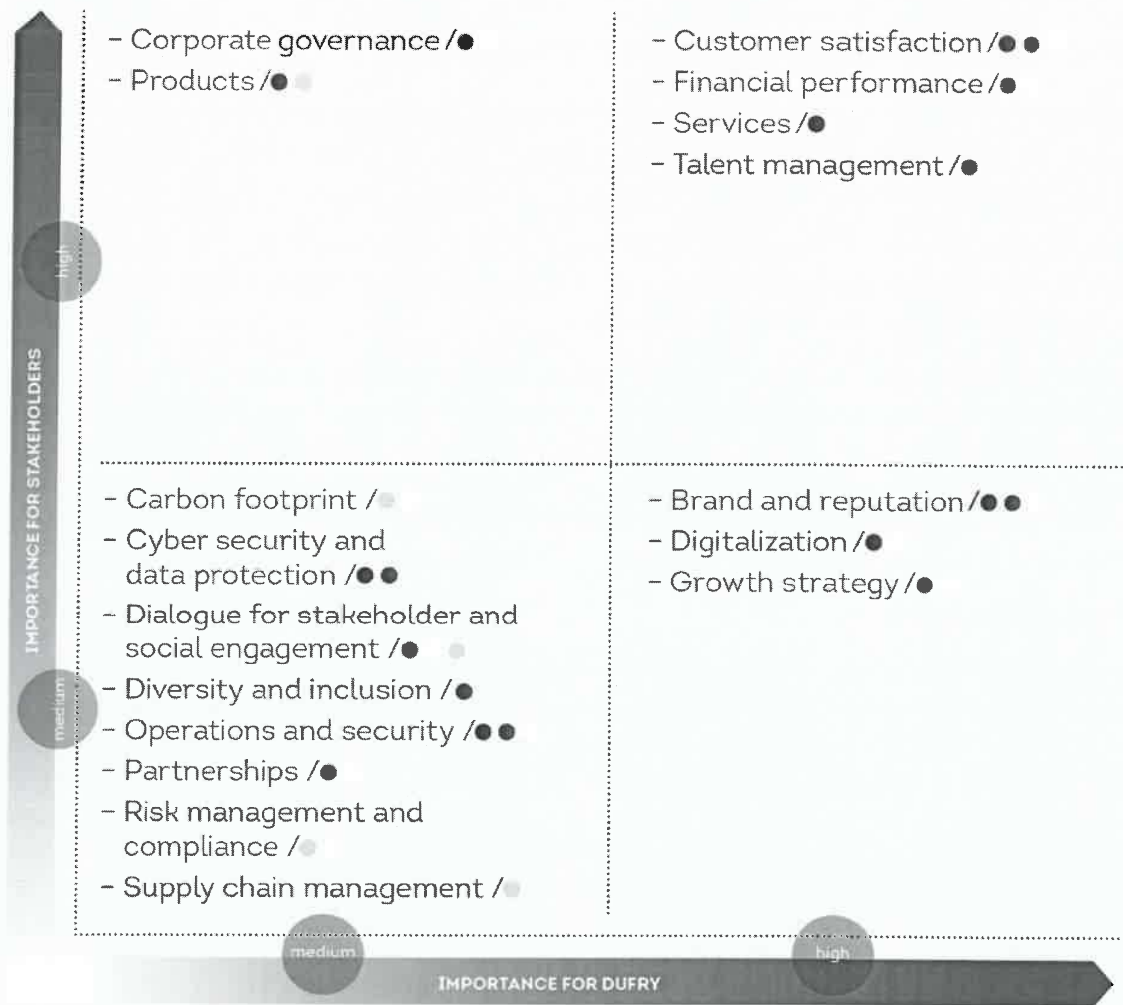 – Corporate governance /
– Products /
– Customer satisfaction /
– Financial performance /
– Services /
– Talent management /
high
IMPORTANCE FOR STAKEHOLDERS
medium
– Carbon footprint /
– Cyber security and
data protection /
– Dialogue for stakeholder and
social engagement /
– Diversity and inclusion /
– Operations and security /
– Partnerships /
– Risk management and
compliance /
– Supply chain management /
– Brand and reputation /
– Digitalization /
– Growth strategy /
medium
high
IMPORTANCE FOR DUFRY